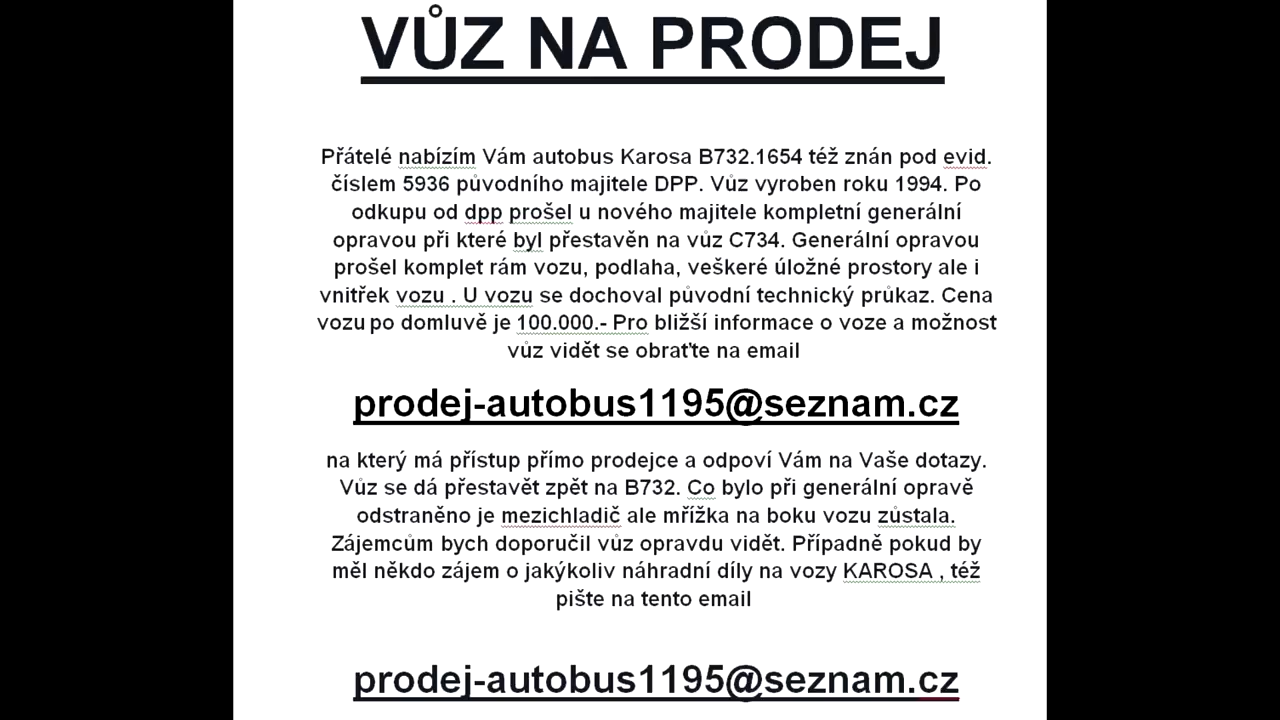 VŮZ NA PRODEJ
Přátelé nabízím Vám autobus Karosa B732.1654 též znán pod evid.
číslem 5936 původního majitele DPP. Vůz vyroben roku 1994. Po
odkupu od dpp prošel u nového majitele kompletní generální
opravou při které byl přestavěn na vůz C734. Generální opravou
prošel komplet rám vozu, podlaha, veškeré úložné prostory ale i
vnitřek vozu . U vozu se dochoval původní technický průkaz. Cena
vozu po domluvě je 100.000.- Pro bližší informace o voze a možnost
vůz vidět se obraťte na email
prodej-autobus1195@seznam.cz
na který má přístup přímo prodejce a odpoví Vám na Vaše dotazy.
Vůz se dá přestavět zpět na B732. Co bylo při generální opravě
odstraněno je mezichladič ale mřížka na boku vozu zůstala.
Zájemcům bych doporučil vůz opravdu vidět. Případně pokud by
měl někdo zájem o jakýkoliv náhradní díly na vozy KAROSA , též
pište na tento email
prodej-autobus1195@seznam.cz